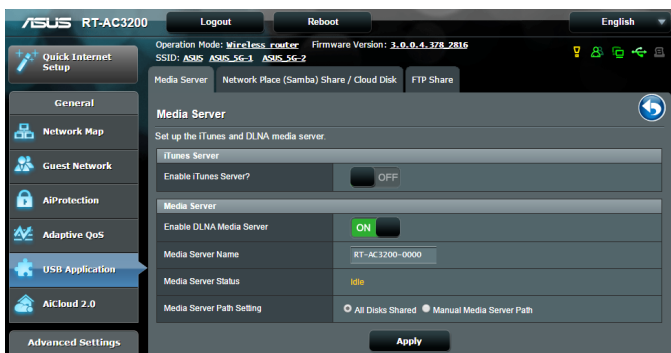 ASUS RT-AC3200 Logout Reboot English
Quick Internet Setup
Operation Mode: Wireless router Firmware Version: 3.0.0.4.378_2816
SSID: ASUS ASUS_5G-1 ASUS_5G-2
Media Server Network Place (Samba) Share / Cloud Disk FTP Share
General
Network Map
Guest Network
AiProtection
Adaptive QoS
USB Application
AiCloud 2.0
Advanced Settings
Media Server
Set up the iTunes and DLNA media server.
iTunes Server
Enable iTunes Server? OFF
Media Server
Enable DLNA Media Server ON
Media Server Name RT-AC3200-0000
Media Server Status Idle
Media Server Path Setting All Disks Shared Manual Media Server Path
Apply